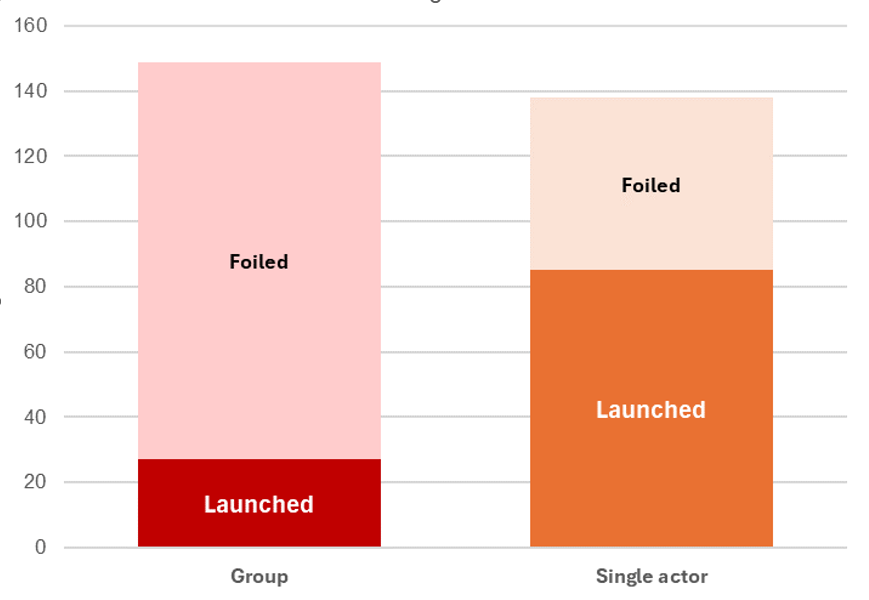 160
140
120
100
80
60
40
20
0
Foiled
Launched
Foiled
Launched
Group
Single actor